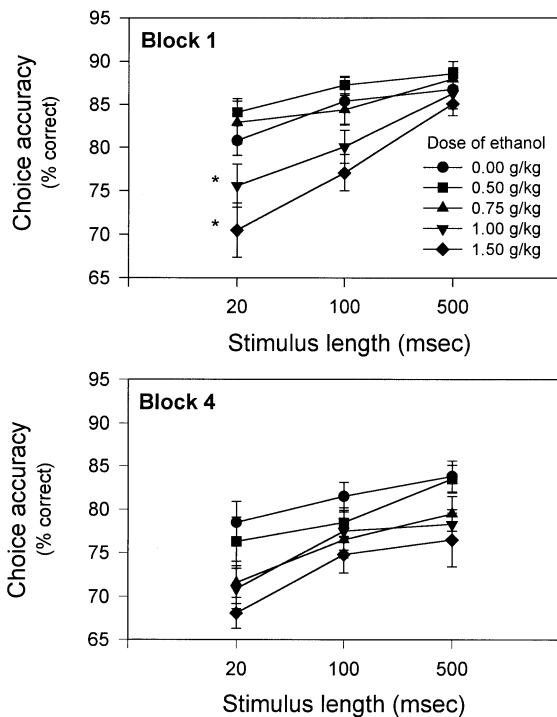 Block 1
Choice accuracy
(% correct)
95
90
85
80
75
70
65
*
*
Dose of ethanol
0.00 g/kg
0.50 g/kg
0.75 g/kg
1.00 g/kg
1.50 g/kg
20 100 500
Stimulus length (msec)
Block 4
Choice accuracy
(% correct)
95
90
85
80
75
70
65
20 100 500
Stimulus length (msec)